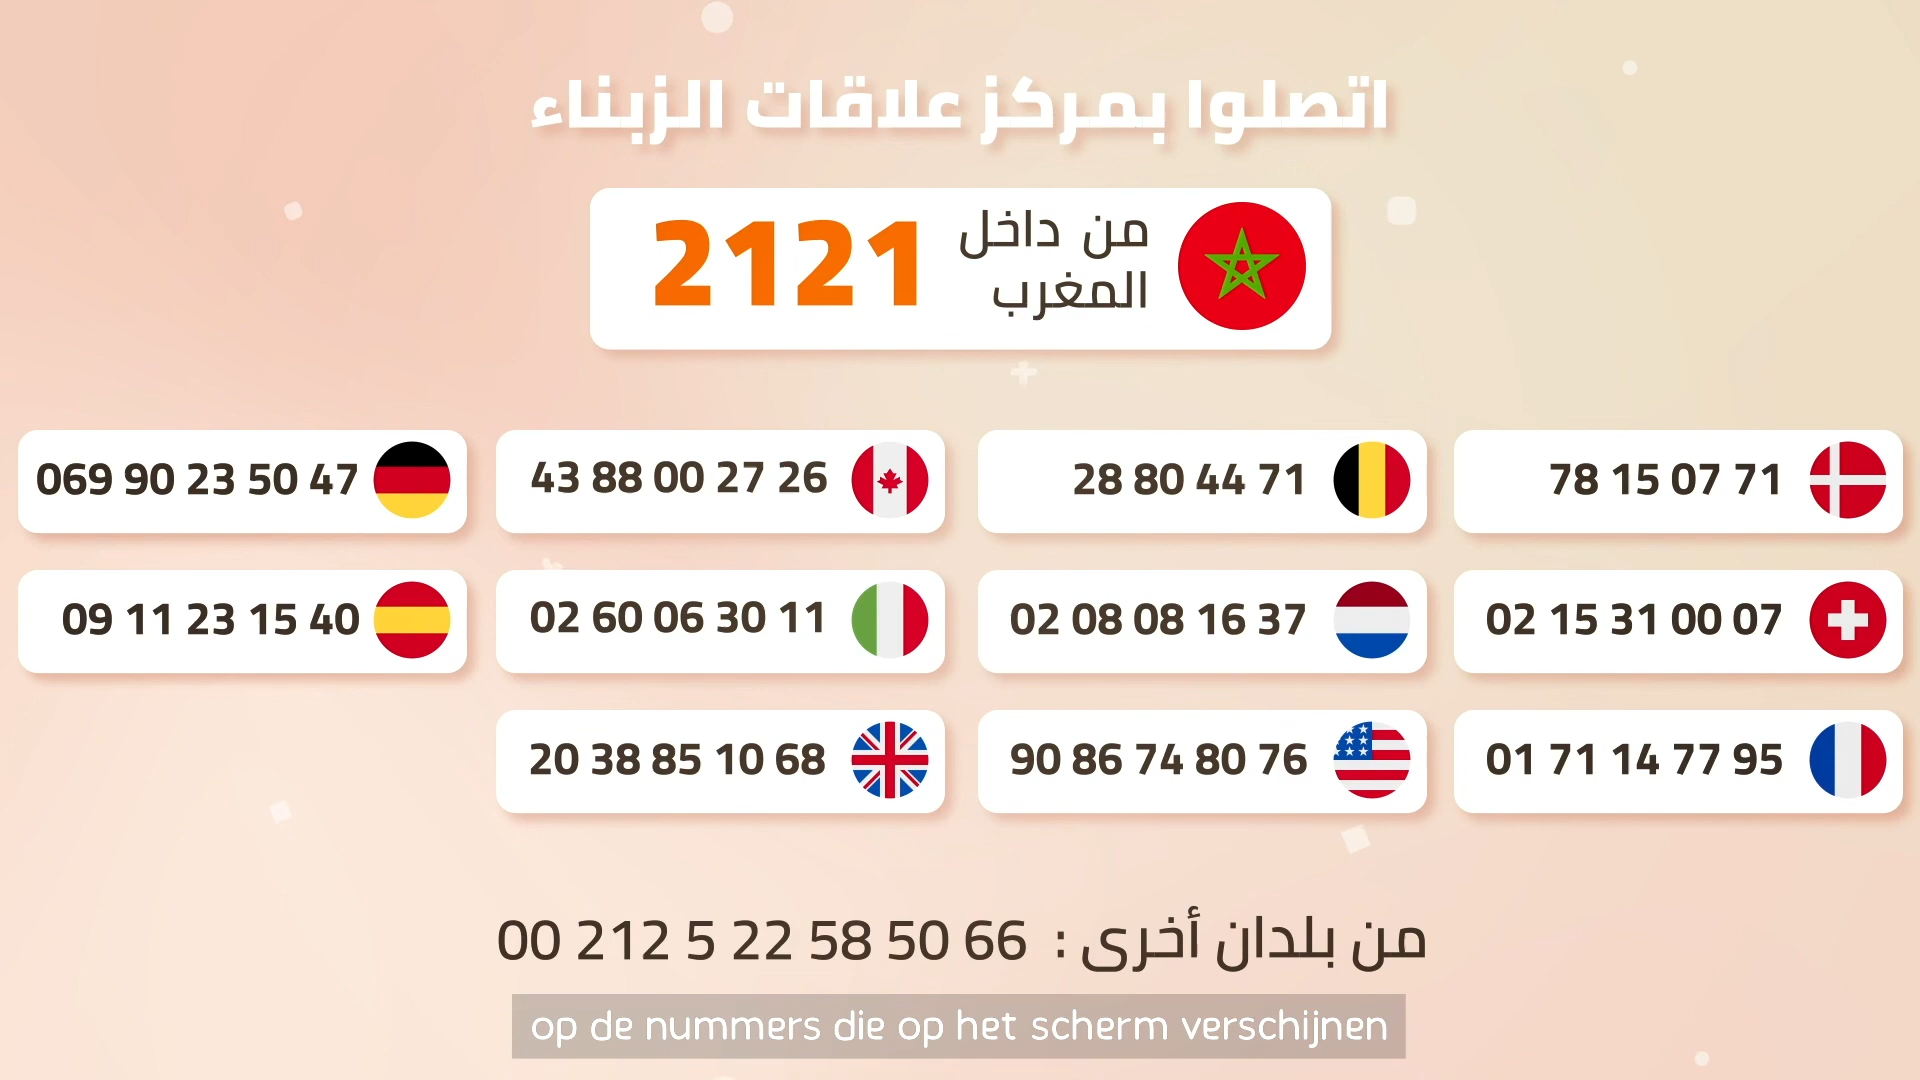 اتصلوا بمركز علاقات الزبناء
من داخل
المغرب
2121
78 15 07 71
28 80 44 71
43 88 00 27 26
069 90 23 50 47
02 15 31 00 07
02 08 08 16 37
02 60 06 30 11
09 11 23 15 40
01 71 14 77 95
90 86 74 80 76
20 38 85 10 68
من بلدان أخرى : 00 212 5 22 58 50 66
op de nummers die op het scherm verschijnen